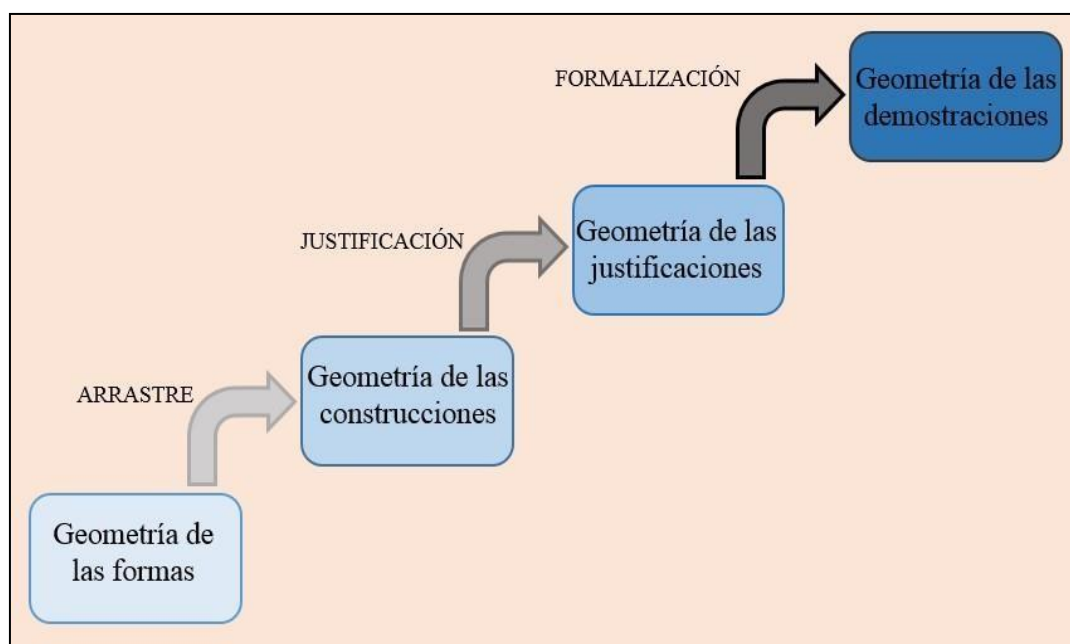 FORMALIZACIÓN
Geometría de las
demostraciones
JUSTIFICACIÓN
Geometría de las
justificaciones
ARRASTRE
Geometría de las
construcciones
Geometría de
las formas